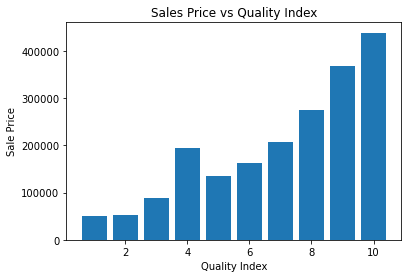 Sales Price vs Quality Index
400000
300000
200000
100000
0
Sale Price
2 4 6 8 10
Quality Index